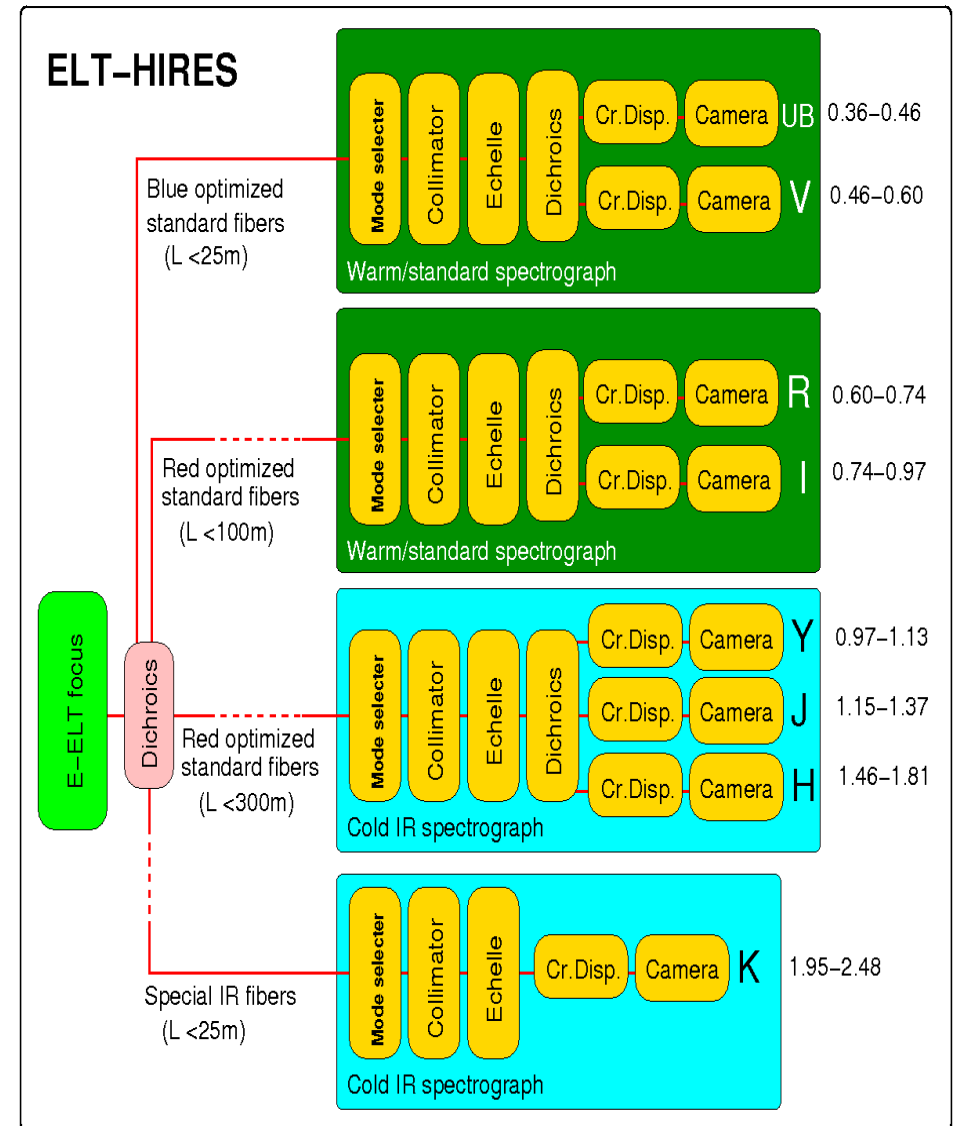 ELT–HIRES
Mode selecter
Collimator
Echelle
Dichroics
Cr.Disp.
Camera
UB
0.36–0.46
Cr.Disp.
Camera
V
0.46–0.60
Blue optimized
standard fibers
(L <25m)
Warm/standard spectrograph
Mode selecter
Collimator
Echelle
Dichroics
Cr.Disp.
Camera
R
0.60–0.74
Cr.Disp.
Camera
I
0.74–0.97
Red optimized
standard fibers
(L <100m)
Warm/standard spectrograph
E–ELT focus
Dichroics
Mode selecter
Collimator
Echelle
Dichroics
Cr.Disp.
Camera
Y
0.97–1.13
Cr.Disp.
Camera
J
1.15–1.37
Cr.Disp.
Camera
H
1.46–1.81
Red optimized
standard fibers
(L <300m)
Cold IR spectrograph
Mode selecter
Collimator
Echelle
Cr.Disp.
Camera
K
1.95–2.48
Special IR fibers
(L <25m)
Cold IR spectrograph